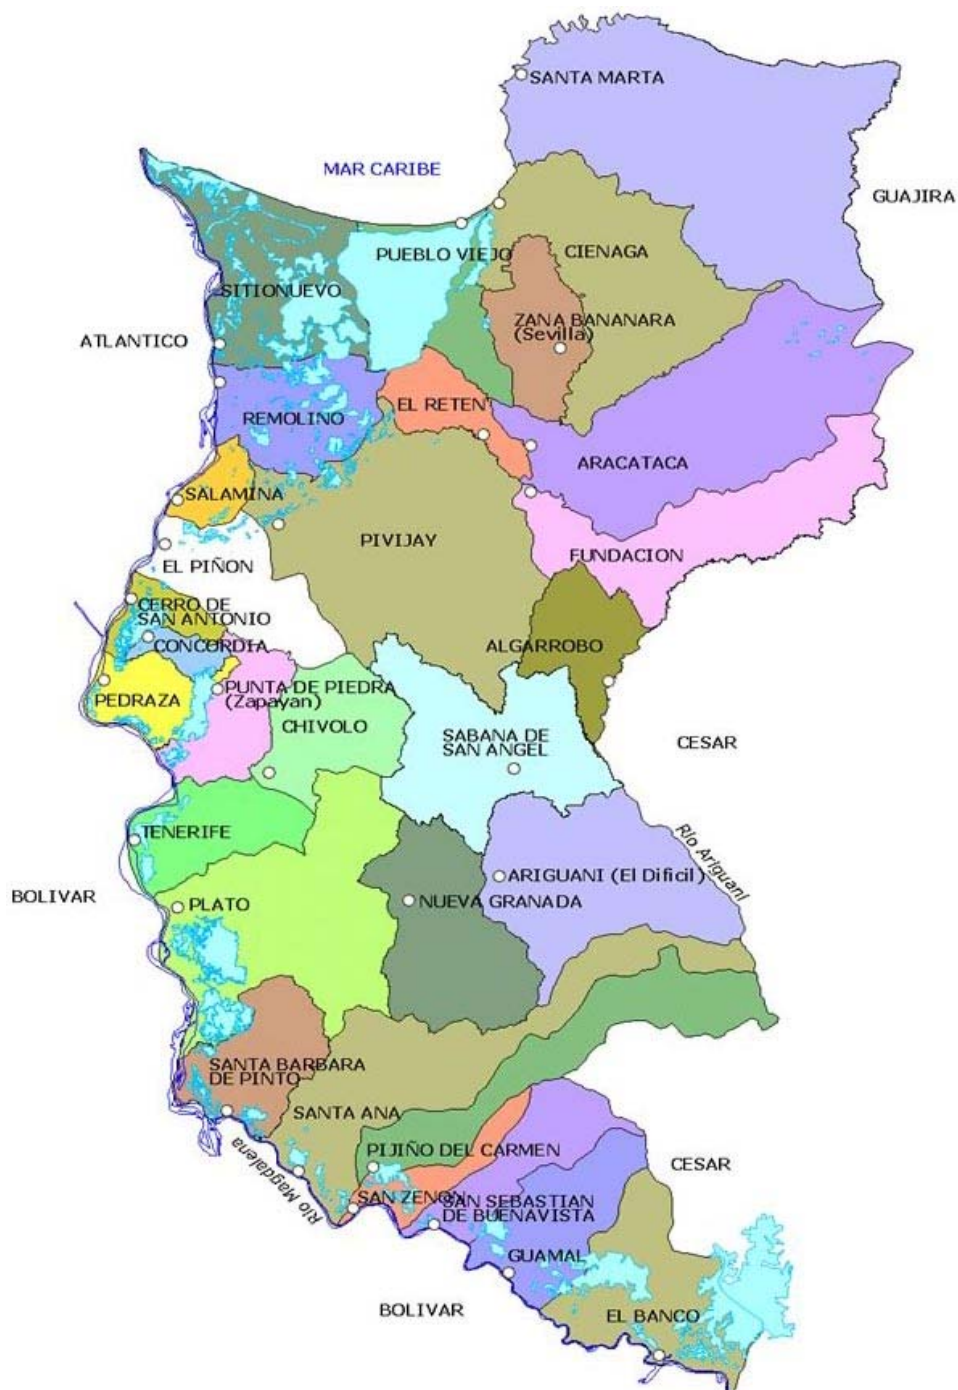 SANTA MARTA
MAR CARIBE
GUAJIRA
PUEBLO VIEJO
CIENAGA
SITIONUEVO
ZANA BANANARA
(Sevilla)
ATLANTICO
EL RETEN
REMOLINO
ARACATACA
SALAMINA
PIVIJAY
FUNDACION
EL PIÑON
CERRO DE
SAN ANTONIO
CONCORDIA
ALGARROBO
PEDRAZA
PUNTA DE PIEDRA
(Zapayan)
CHIVOLO
SABANA DE
SAN ANGEL
CESAR
TENERIFE
Río Ariguaní
ARIGUANI (El Dificil)
BOLIVAR
PLATO
NUEVA GRANADA
SANTA BARBARA
DE PINTO
SANTA ANA
PIJIÑO DEL CARMEN
CESAR
Río Magdalena
SAN ZENON
SAN SEBASTIAN
DE BUENAVISTA
GUAMAL
BOLIVAR
EL BANCO